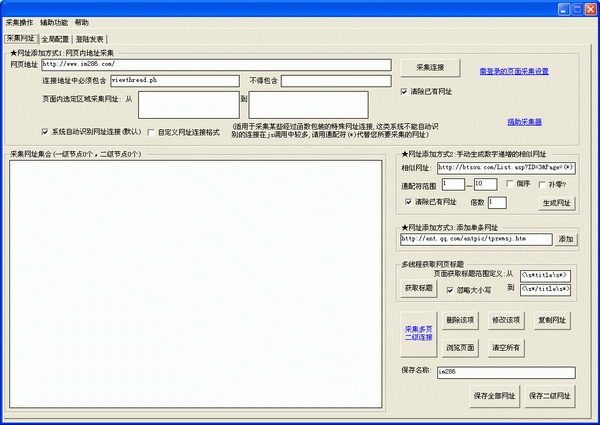 采集操作 辅助功能 帮助
采集网址 全局配置 登陆发表
★网址添加方式1:网页内地址采集
网页地址 http://www.im286.com/
采集连接
需登录的页面采集设置
连接地址中必须包含 viewthread.ph 不得包含
清除已有网址
页面内选定区域采集网址: 从 到
捐助采集器
系统自动识别网址连接(默认) 自定义网址连接格式
(适用于采集某些经过函数包装的特殊网址连接,这类系统不能自动识别的连接在js调用中较多,请用通配符(*)代替您所要采集的网址)
采集网址集合(一级节点0个，二级节点0个)
★网址添加方式2:手动生成数字递增的相似网址
相似网址: http://btsou.com/List.asp?ID=3&Page=(*)
通配符范围 1 — 10 倒序 补零?
清除已有网址 倍数 1 生成网址
★网址添加方式3:添加单条网址
http://ent.qq.com/entpic/tpzwmsj.htm 添加
多线程获取网页标题
页面获取标题范围定义:从 <\s*title\s*>
获取标题 忽略大小写 到 <\s*/title\s*>
采集多页二级连接
删除该项 修改该项 复制网址
浏览页面 清空所有
保存名称: im286
保存全部网址 保存二级网址